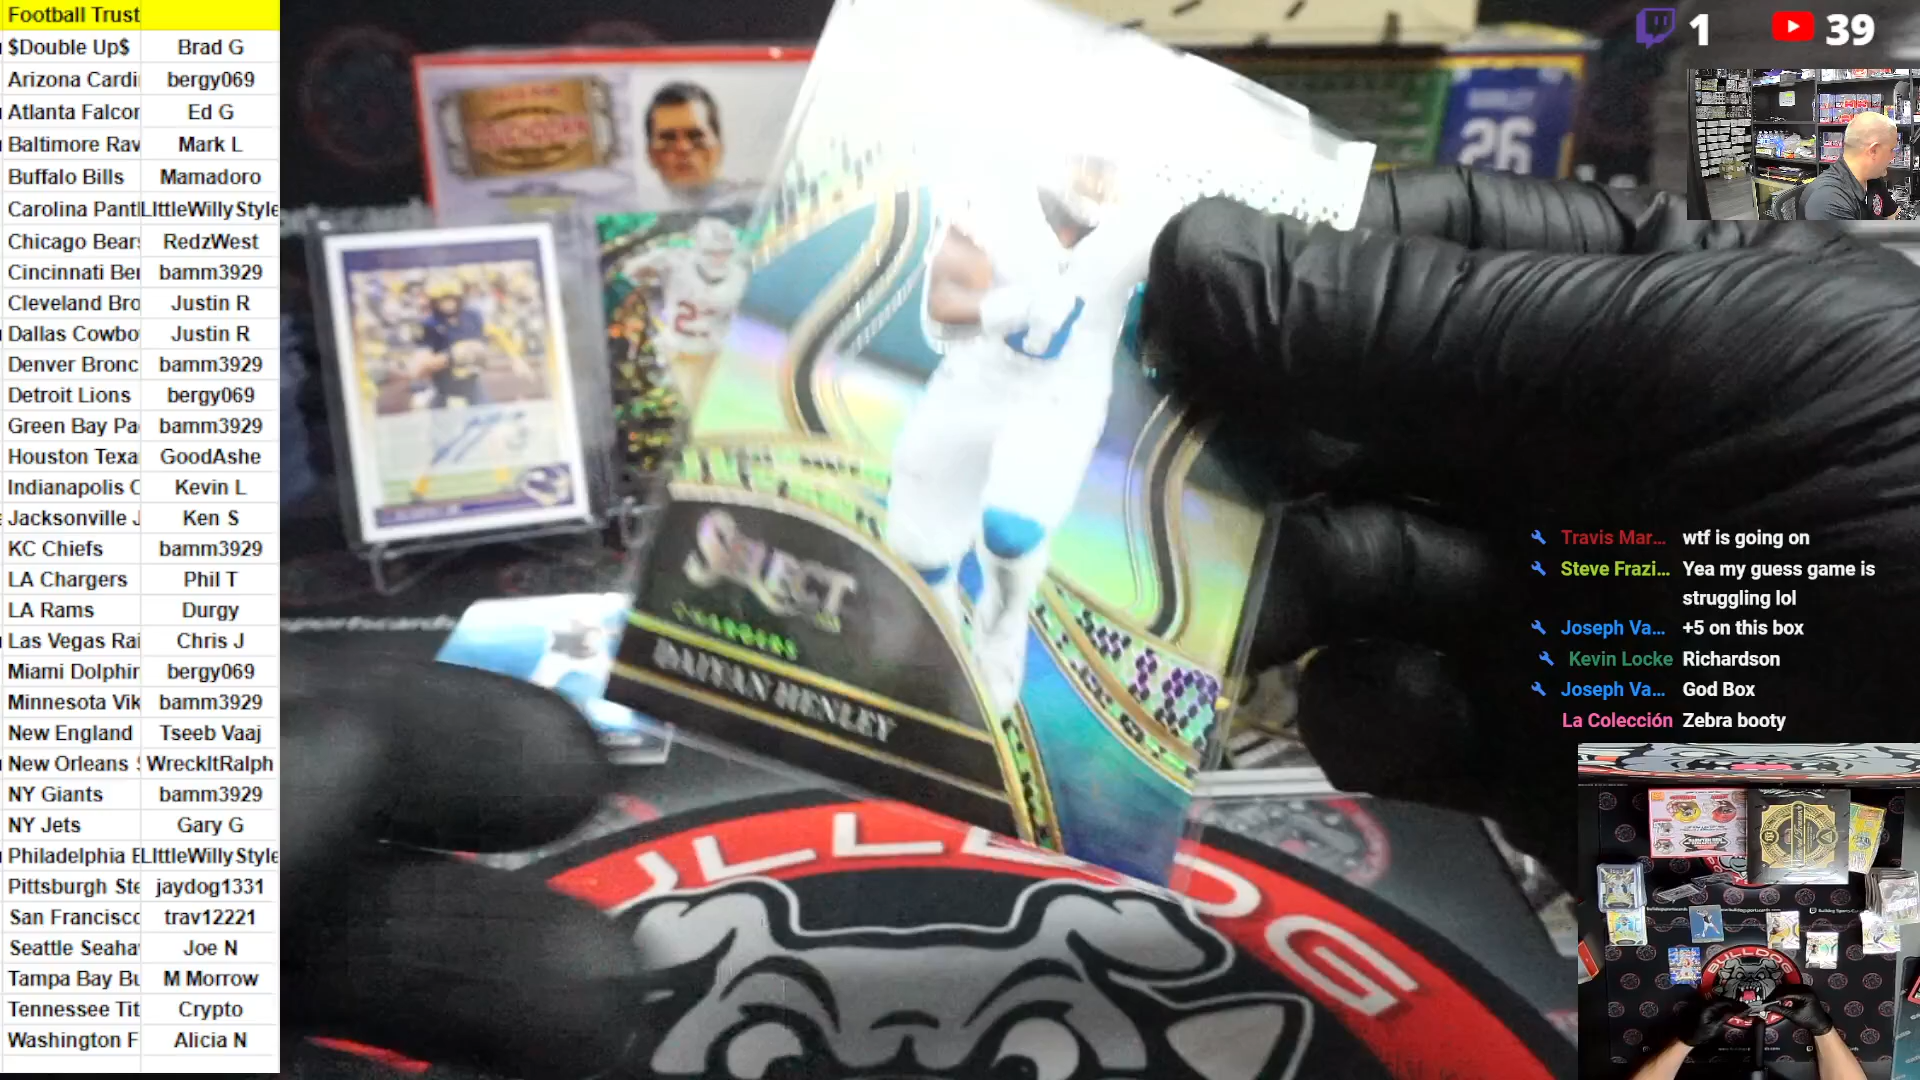 Football Trust
$Double Up$ Brad G
Arizona Cardi bergy069
Atlanta Falcor Ed G
Baltimore Rav Mark L
Buffalo Bills Mamadoro
Carolina Pant LIttleWillyStyle
Chicago Bears RedzWest
Cincinnati Ber bamm3929
Cleveland Bro Justin R
Dallas Cowbo Justin R
Denver Bronc bamm3929
Detroit Lions bergy069
Green Bay Pa bamm3929
Houston Texa GoodAshe
Indianapolis C Kevin L
Jacksonville J Ken S
KC Chiefs bamm3929
LA Chargers Phil T
LA Rams Durgy
Las Vegas Rai Chris J
Miami Dolphir bergy069
Minnesota Vik bamm3929
New England Tseeb Vaaj
New Orleans WreckItRalph
NY Giants bamm3929
NY Jets Gary G
Philadelphia E LIttleWillyStyle
Pittsburgh Ste jaydog1331
San Francisco trav12221
Seattle Seaha Joe N
Tampa Bay Bu M Morrow
Tennessee Tit Crypto
Washington F Alicia N
1 39
26
SELECT
CHARGERS
DAIYAN HENLEY
Travis Mar... wtf is going on
Steve Frazi... Yea my guess game is
struggling lol
Joseph Va... +5 on this box
Kevin Locke Richardson
Joseph Va... God Box
La Colección Zebra booty
BULLDOG